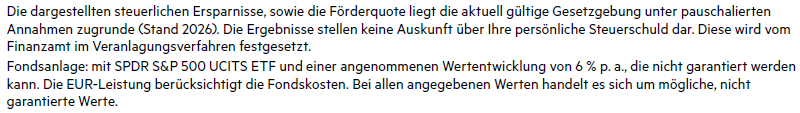 Die dargestellten steuerlichen Ersparnisse, sowie die Förderquote liegt die aktuell gültige Gesetzgebung unter pauschalierten
Annahmen zugrunde (Stand 2026). Die Ergebnisse stellen keine Auskunft über Ihre persönliche Steuerschuld dar. Diese wird vom
Finanzamt im Veranlagungsverfahren festgesetzt.
Fondsanlage: mit SPDR S&P 500 UCITS ETF und einer angenommenen Wertentwicklung von 6 % p. a., die nicht garantiert werden
kann. Die EUR-Leistung berücksichtigt die Fondskosten. Bei allen angegebenen Werten handelt es sich um mögliche, nicht
garantierte Werte.